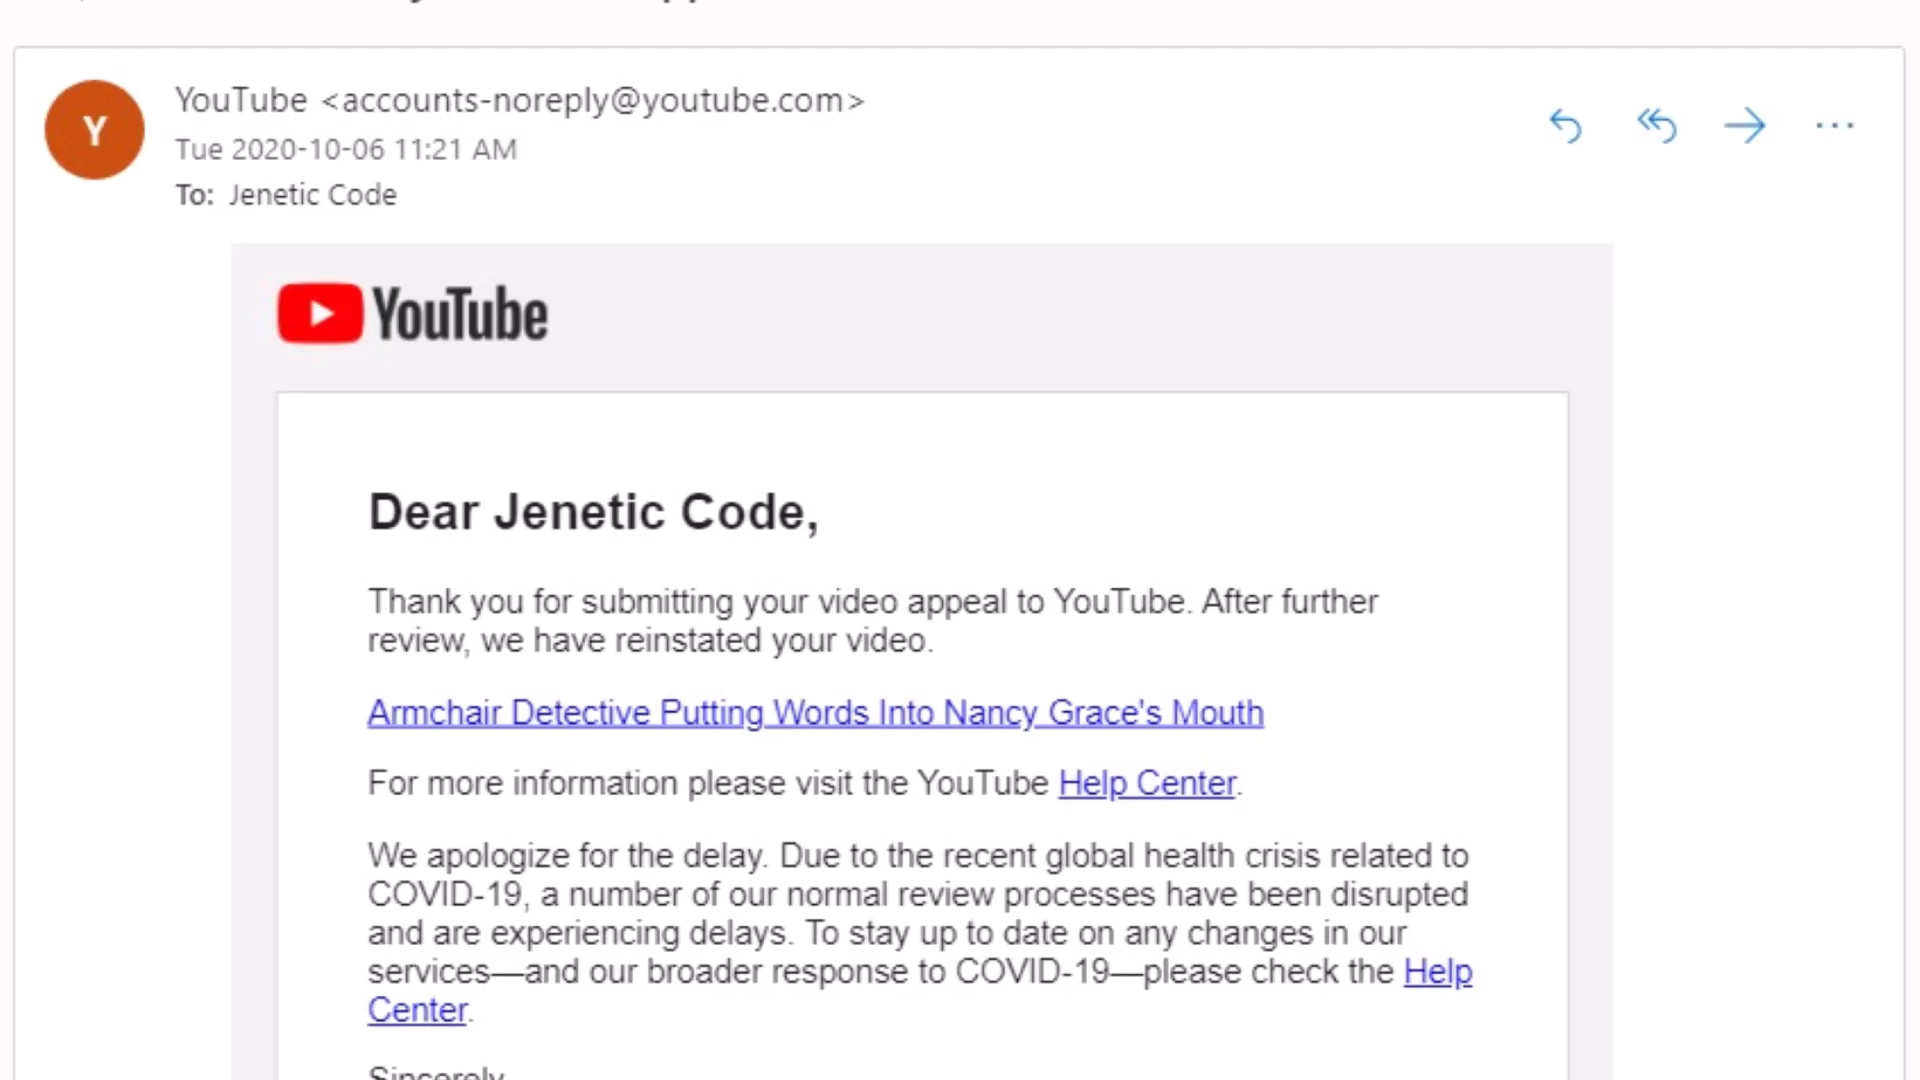 YouTube <accounts-noreply@youtube.com>
Y
Tue 2020-10-06 11:21 AM
To: Jenetic Code
YouTube
Dear Jenetic Code,
Thank you for submitting your video appeal to YouTube. After further
review, we have reinstated your video.
Armchair Detective Putting Words Into Nancy Grace's Mouth
For more information please visit the YouTube Help Center.
We apologize for the delay. Due to the recent global health crisis related to
COVID-19, a number of our normal review processes have been disrupted
and are experiencing delays. To stay up to date on any changes in our
services—and our broader response to COVID-19—please check the Help
Center.
Sincerely